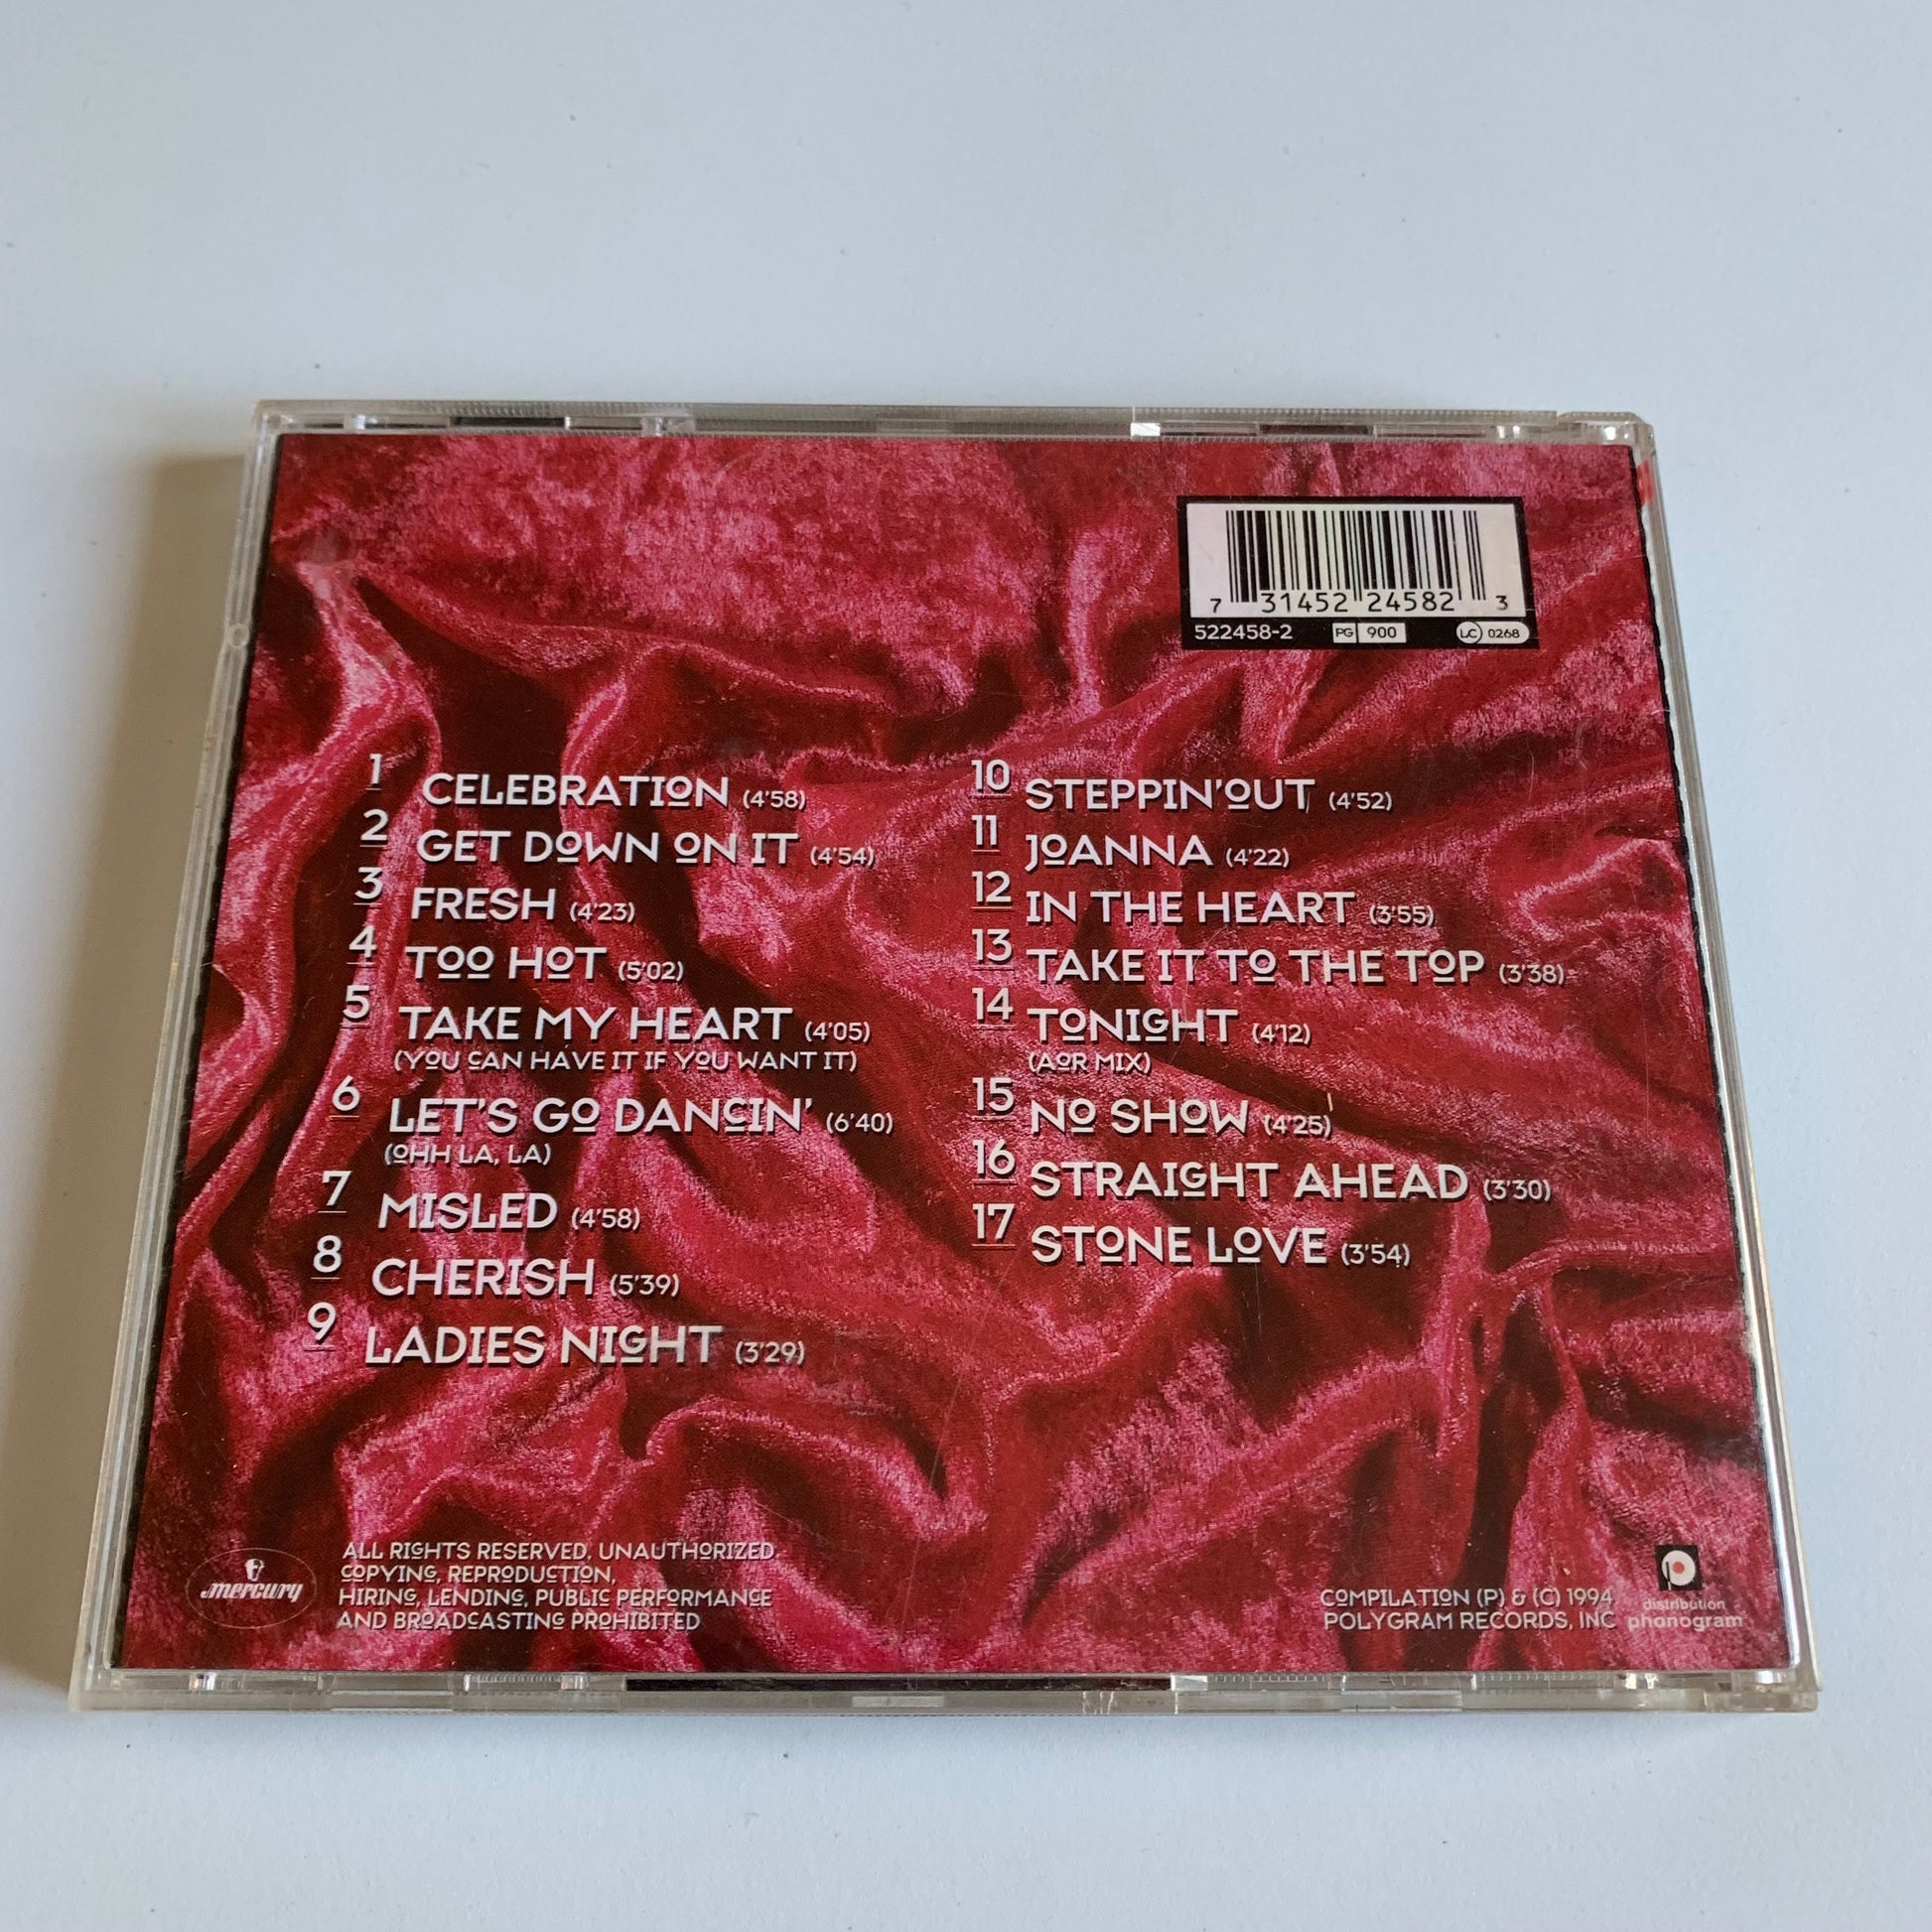 7 31452 24582 3
522458-2 PG 900 LC 0268
1 CELEBRATION (4'58)
2 GET DOWN ON IT (4'54)
3 FRESH (4'23)
4 TOO HOT (5'02)
5 TAKE MY HEART (4'05)
(YOU CAN HAVE IT IF YOU WANT IT)
6 LET'S GO DANCIN' (6'40)
(OHH LA, LA)
7 MISLED (4'58)
8 CHERISH (5'39)
9 LADIES NIGHT (3'29)
10 STEPPIN'OUT (4'52)
11 JOANNA (4'22)
12 IN THE HEART (3'55)
13 TAKE IT TO THE TOP (3'38)
14 TONIGHT (4'12)
(AOR MIX)
15 NO SHOW (4'25)
16 STRAIGHT AHEAD (3'30)
17 STONE LOVE (3'54)
mercury
ALL RIGHTS RESERVED, UNAUTHORIZED
COPYING, REPRODUCTION,
HIRING, LENDING, PUBLIC PERFORMANCE
AND BROADCASTING PROHIBITED
COMPILATION (P) & (C) 1994
POLYGRAM RECORDS, INC
distribution
phonogram